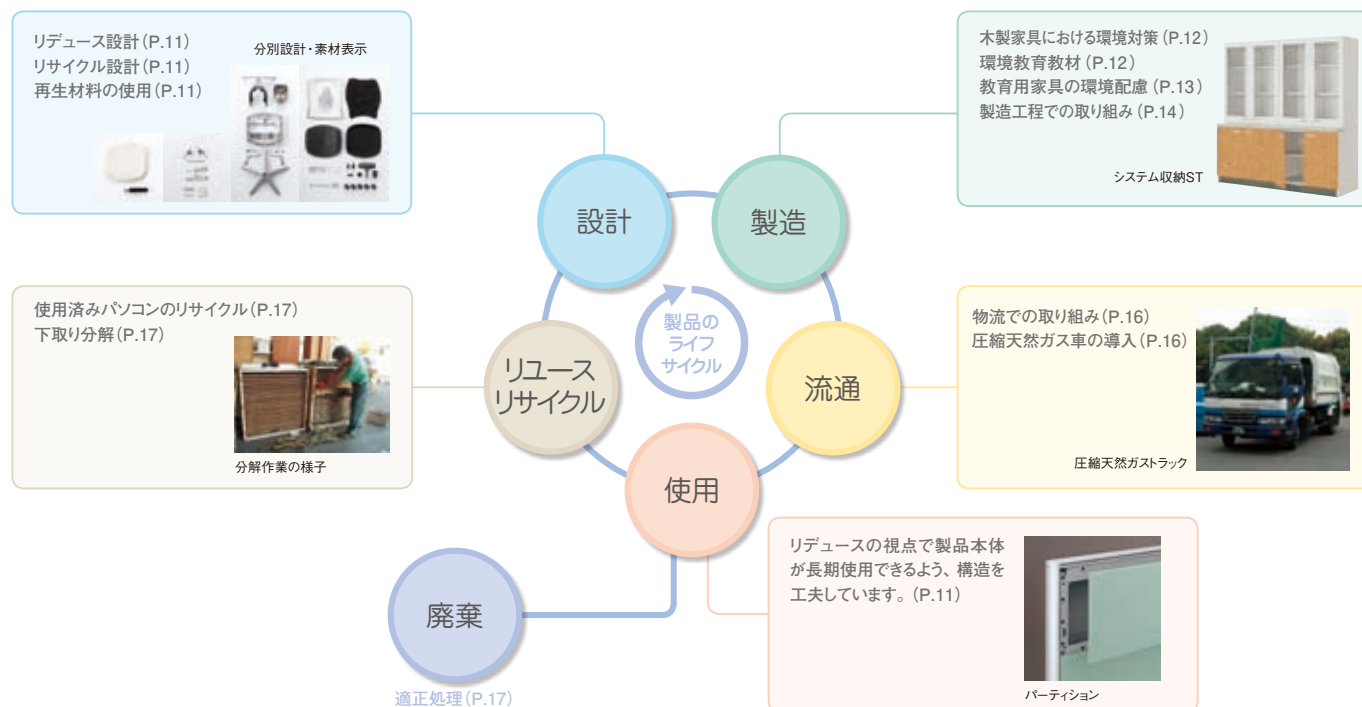 リデュース設計(P.11)
リサイクル設計(P.11)
再生材料の使用(P.11)
分別設計・素材表示
木製家具における環境対策(P.12)
環境教育教材(P.12)
教育用家具の環境配慮(P.13)
製造工程での取り組み(P.14)
システム収納ST
設計
製造
使用済みパソコンのリサイクル(P.17)
下取り分解(P.17)
分解作業の様子
リユース
リサイクル
製品の
ライフ
サイクル
流通
物流での取り組み(P.16)
圧縮天然ガス車の導入(P.16)
圧縮天然ガストラック
使用
リデュースの視点で製品本体
が長期使用できるよう、構造を
工夫しています。(P.11)
パーティション
廃棄
適正処理(P.17)